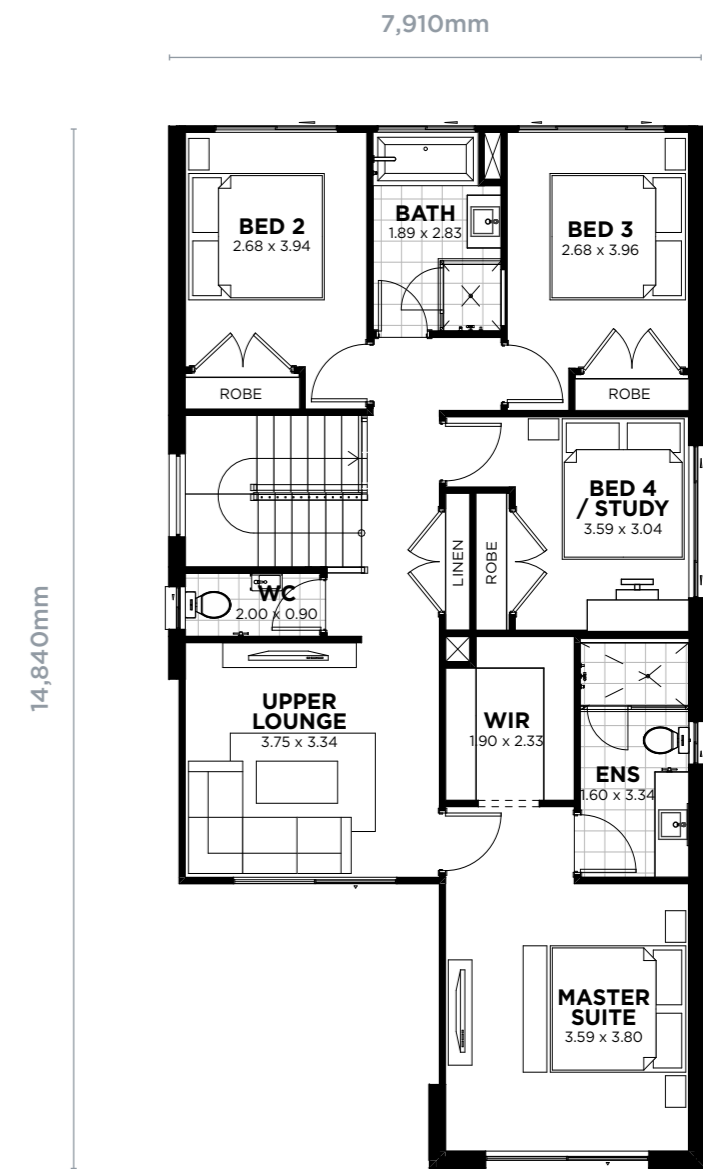 7,910mm
14,840mm
BED 2
2.68 x 3.94
BATH
1.89 x 2.83
BED 3
2.68 x 3.96
ROBE
ROBE
BED 4
/ STUDY
3.59 x 3.04
LINEN
ROBE
WC
2.00 x 0.90
UPPER
LOUNGE
3.75 x 3.34
WIR
1.90 x 2.33
ENS
1.60 x 3.34
MASTER
SUITE
3.59 x 3.80